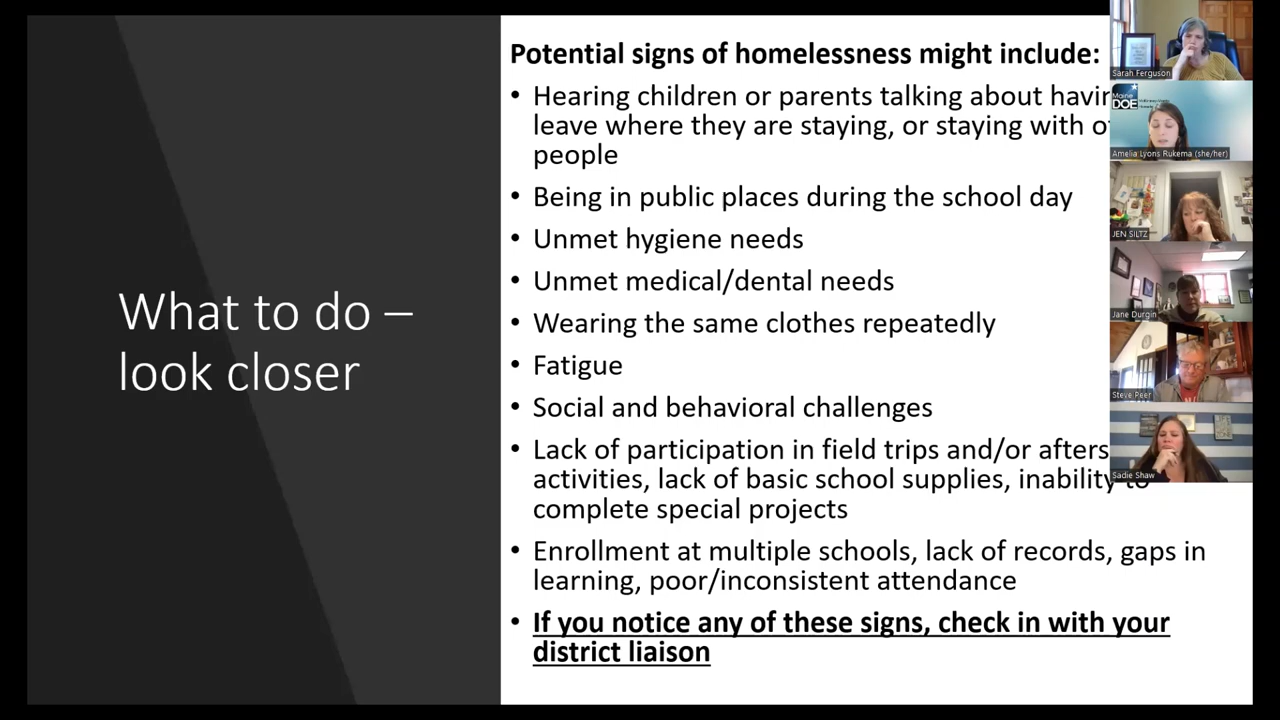 What to do –
look closer
Potential signs of homelessness might include:
• Hearing children or parents talking about
leave where they are staying, or staying with
people
• Being in public places during the school day
• Unmet hygiene needs
• Unmet medical/dental needs
• Wearing the same clothes repeatedly
• Fatigue
• Social and behavioral challenges
• Lack of participation in field trips and/or
activities, lack of basic school supplies, inability to
complete special projects
• Enrollment at multiple schools, lack of records, gaps in
learning, poor/inconsistent attendance
• If you notice any of these signs, check in with your
district liaison
Sarah Ferguson
Maine
DOE
Amelia Lyons Rukema (she/her)
JEN SILTZ
Jane Durgin
Steve Peer
Sadie Shaw